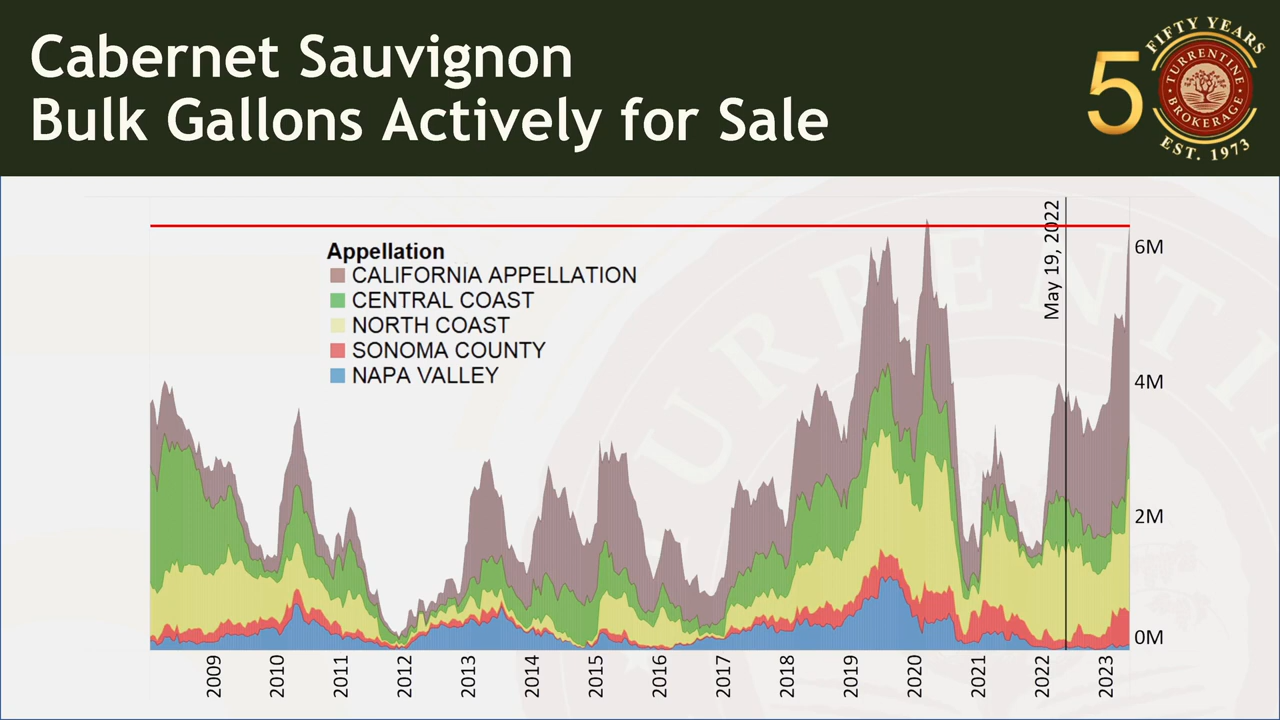 Cabernet Sauvignon
Bulk Gallons Actively for Sale
50
FIFTY YEARS
TURRENTINE
BROKERAGE
EST. 1973
May 19, 2022
Appellation
CALIFORNIA APPELLATION
CENTRAL COAST
NORTH COAST
SONOMA COUNTY
NAPA VALLEY
6M
4M
2M
0M
2009
2010
2011
2012
2013
2014
2015
2016
2017
2018
2019
2020
2021
2022
2023